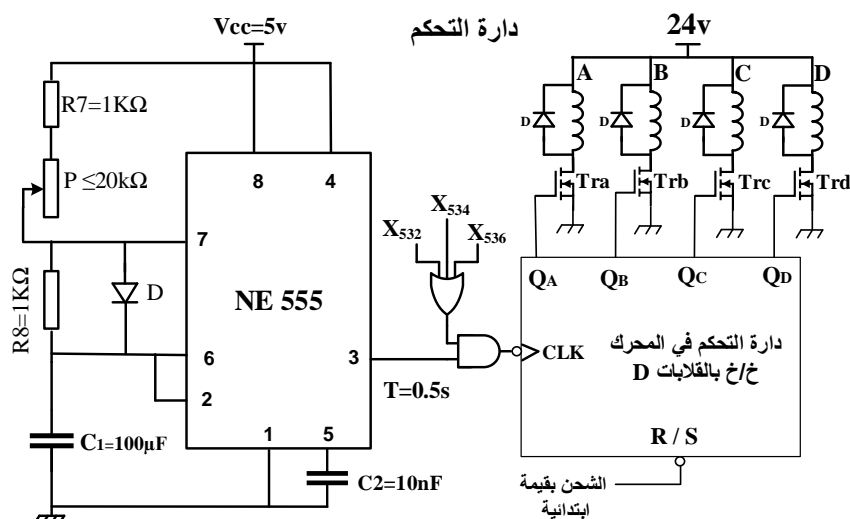 دارة التحكم
Vcc=5v
24v
R7=1KΩ
P ≤20kΩ
R8=1KΩ
D
C1=100µF
8
4
7
6
2
3
1
5
NE 555
C2=10nF
T=0.5s
X532
X534
X536
A
B
C
D
D
D
D
D
Tra
Trb
Trc
Trd
QA
QB
QC
QD
CLK
دارة التحكم في المحرك
خ/خ بالقلابات D
R / S
الشحن بقيمة
ابتدائية